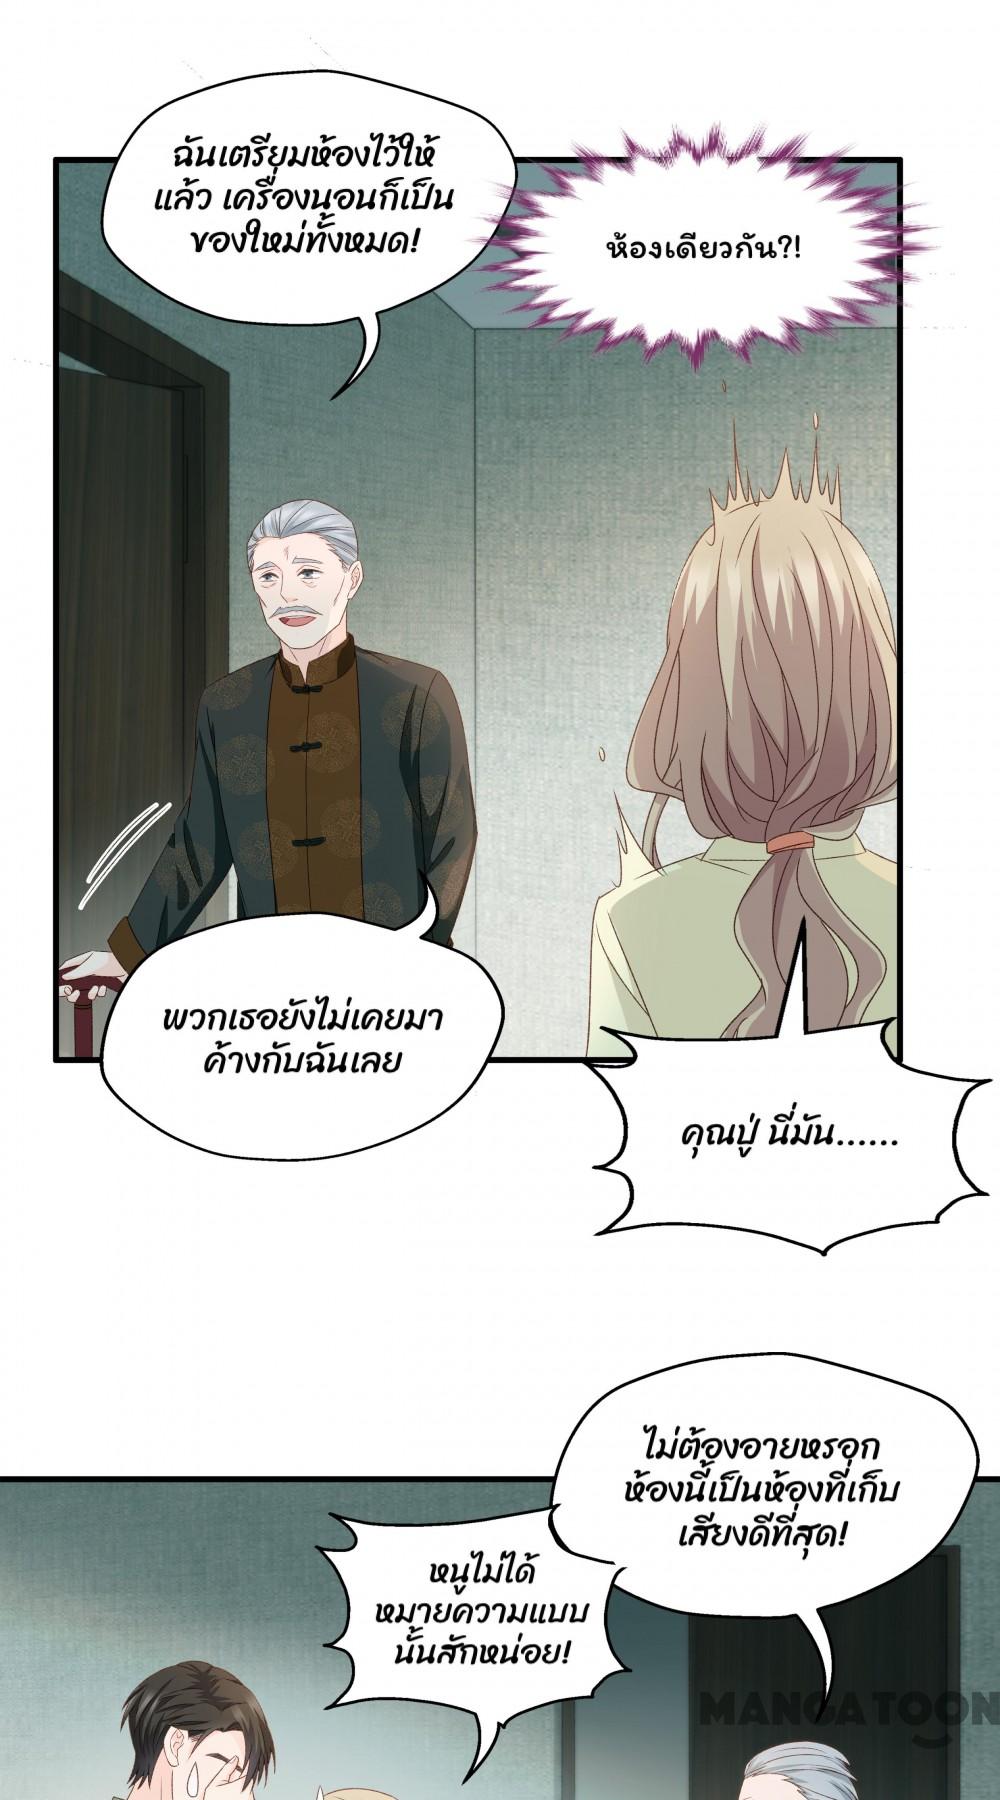 ฉันเตรียมห้องไว้ให้
แล้ว เครื่องนอนก็เป็น
ของใหม่ทั้งหมด!
ห้องเดียวกัน?!
พวกเธอยังไม่เคยมา
ค้างกับฉันเลย
คุณปู่ นี่มัน......
ไม่ต้องอายหรอก
ห้องนี้เป็นห้องที่เก็บ
เสียงดีที่สุด!
หนูไม่ได้
หมายความแบบ
นั้นสักหน่อย!
MANGATOON